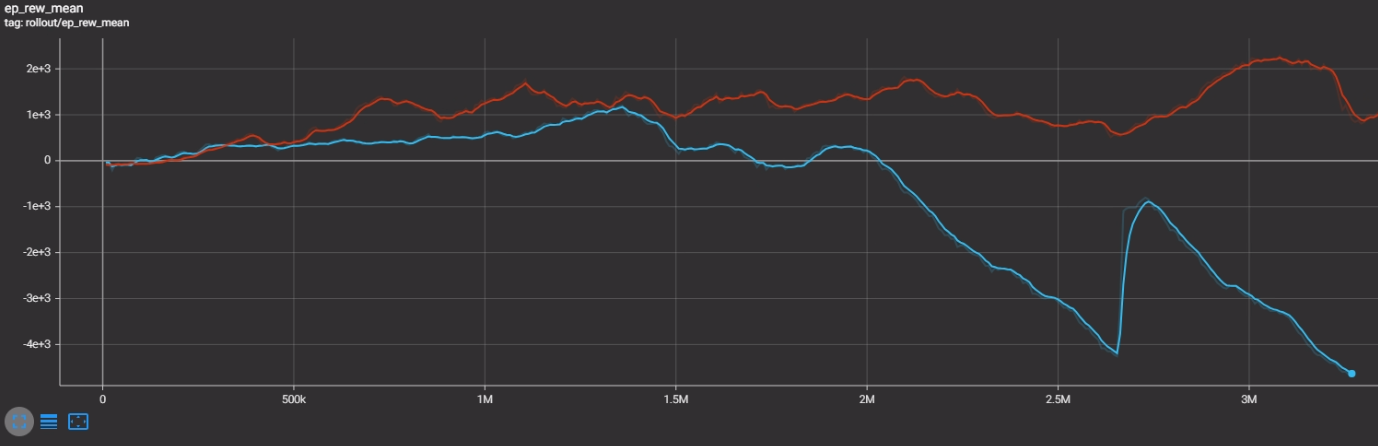 ep_rew_mean
tag: rollout/ep_rew_mean
2e+3
1e+3
0
-1e+3
-2e+3
-3e+3
-4e+3
0 500k 1M 1.5M 2M 2.5M 3M